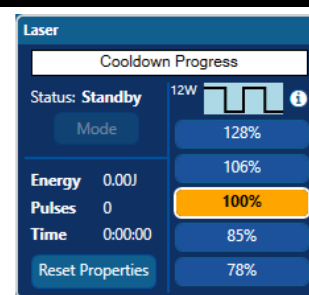 Laser
Cooldown Progress
Status: Standby
Mode
Energy 0.00J
Pulses 0
Time 0:00:00
Reset Properties
12W
128%
106%
100%
85%
78%